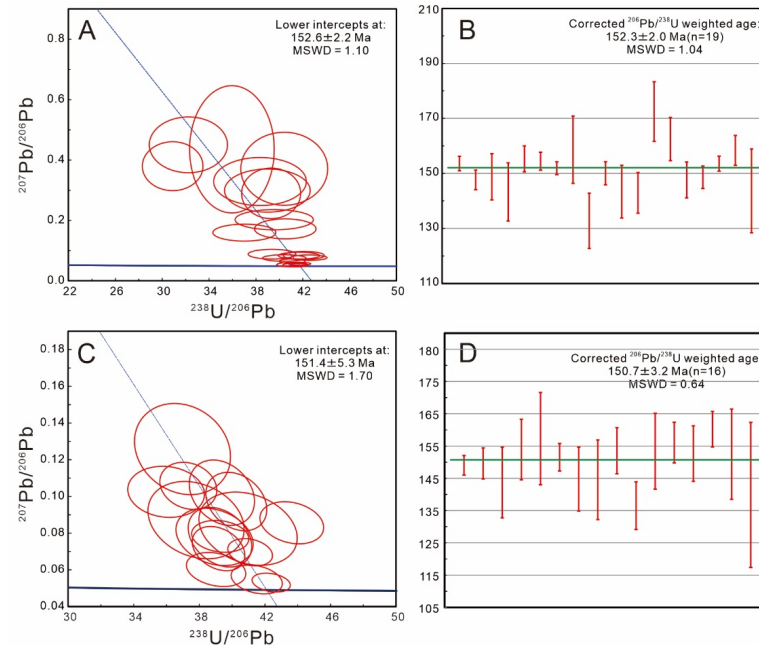 A
Lower intercepts at:
152.6±2.2 Ma
MSWD = 1.10
0.8
0.6
0.4
0.2
0.0
²⁰⁷Pb/²⁰⁶Pb
22 26 30 34 38 42 46 50
²³⁸U/²⁰⁶Pb
B
Corrected ²⁰⁶Pb/²³⁸U weighted age:
152.3±2.0 Ma(n=19)
MSWD = 1.04
210
190
170
150
130
110
C
Lower intercepts at:
151.4±5.3 Ma
MSWD = 1.70
0.18
0.16
0.14
0.12
0.10
0.08
0.06
0.04
²⁰⁷Pb/²⁰⁶Pb
30 34 38 42 46 50
²³⁸U/²⁰⁶Pb
D
Corrected ²⁰⁶Pb/²³⁸U weighted age:
150.7±3.2 Ma(n=16)
MSWD = 0.64
185
175
165
155
145
135
125
115
105